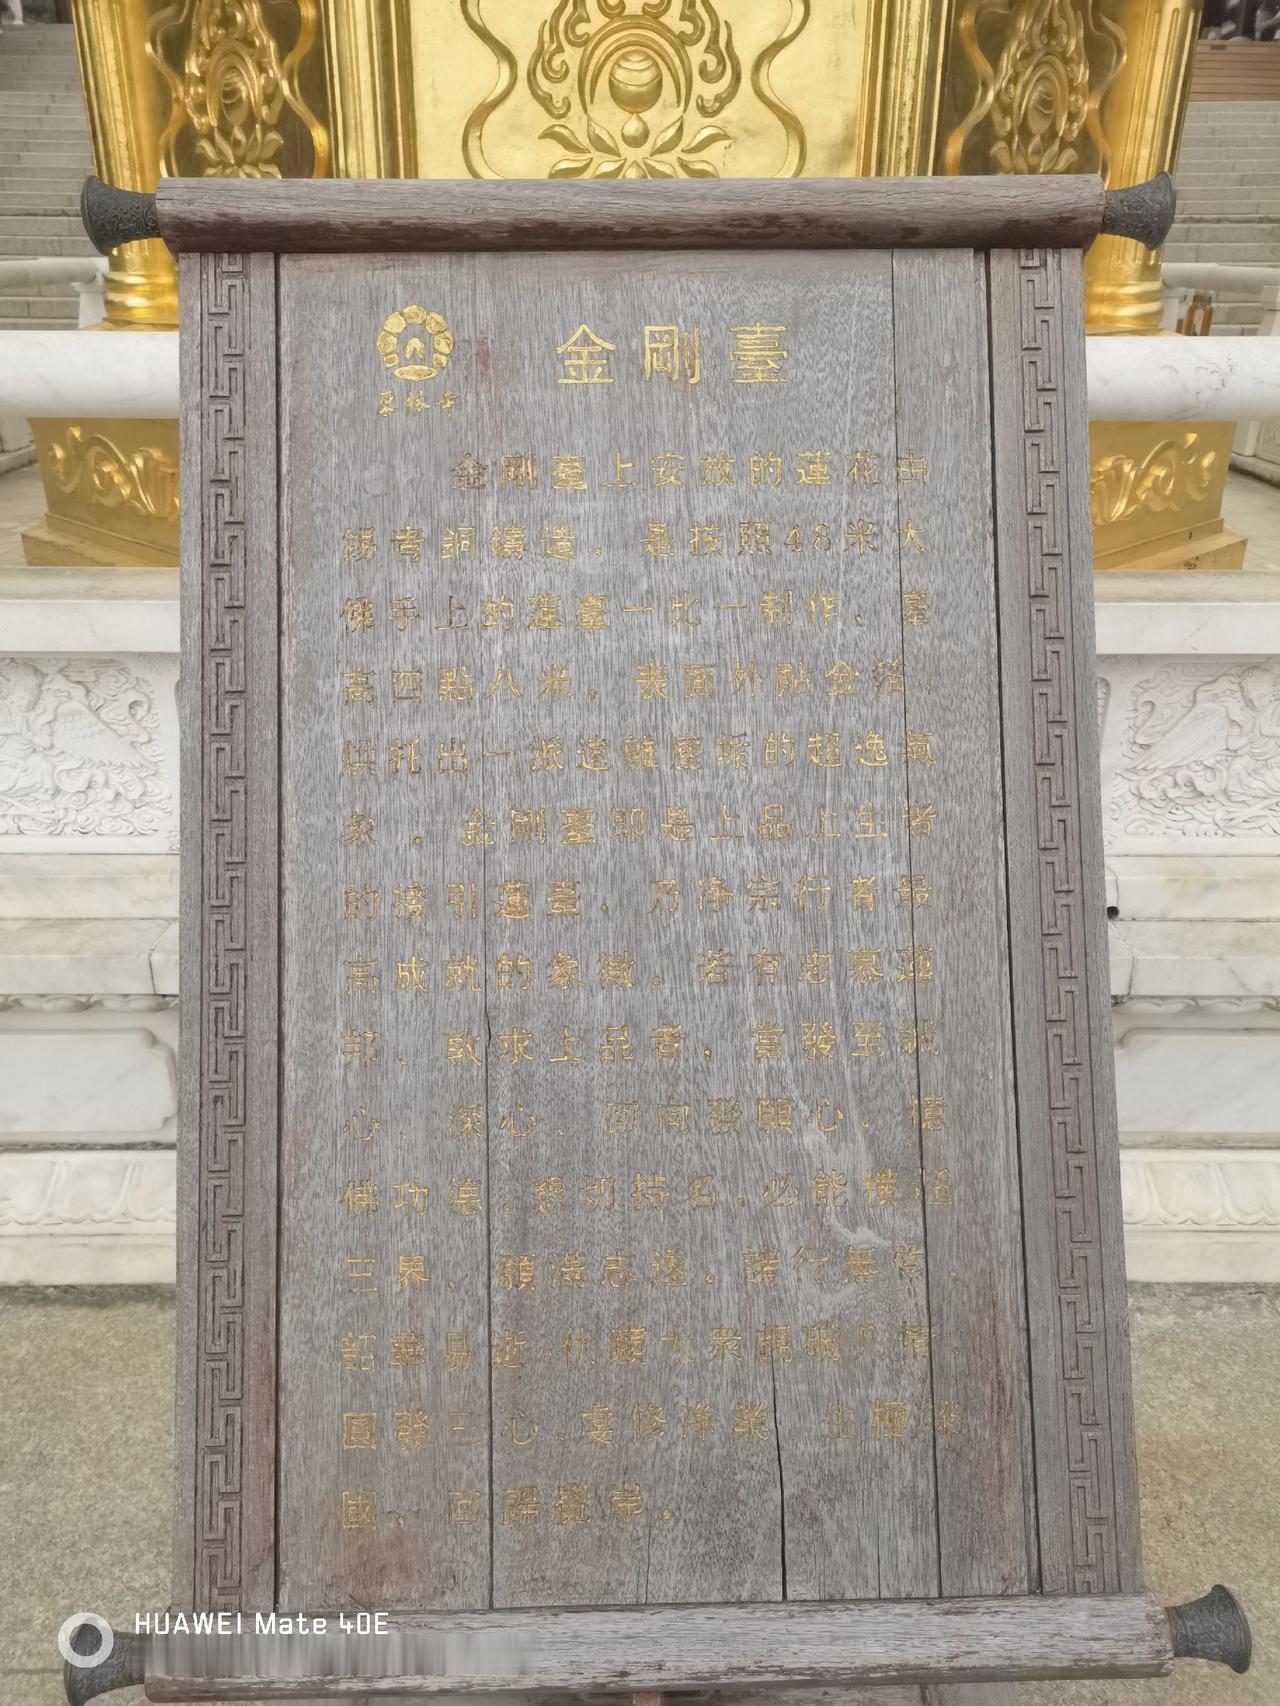 東林寺
金剛臺
金剛臺上安放的蓮花由
錫青銅鑄造，是按照48米大
佛手上的蓮臺一比一制作，臺
高四點八米，表面外貼金箔，
烘托出一派遠離塵垢的超逸氣
象。金剛臺即是上品上生者
的接引蓮臺，乃净宗行者最
高成就的象徵。若有志慕蓮
邦、敦求上品者，當發至誠
心、深心、回向發願心，憶
佛功德，懇切持名，必能横超
三界，願滿志遂。諸行無常，
韶華易逝，伏願大衆覷破凡情，
圓發三心，虔修净業，生極樂
國，回歸覺岸。
HUAWEI Mate 40E